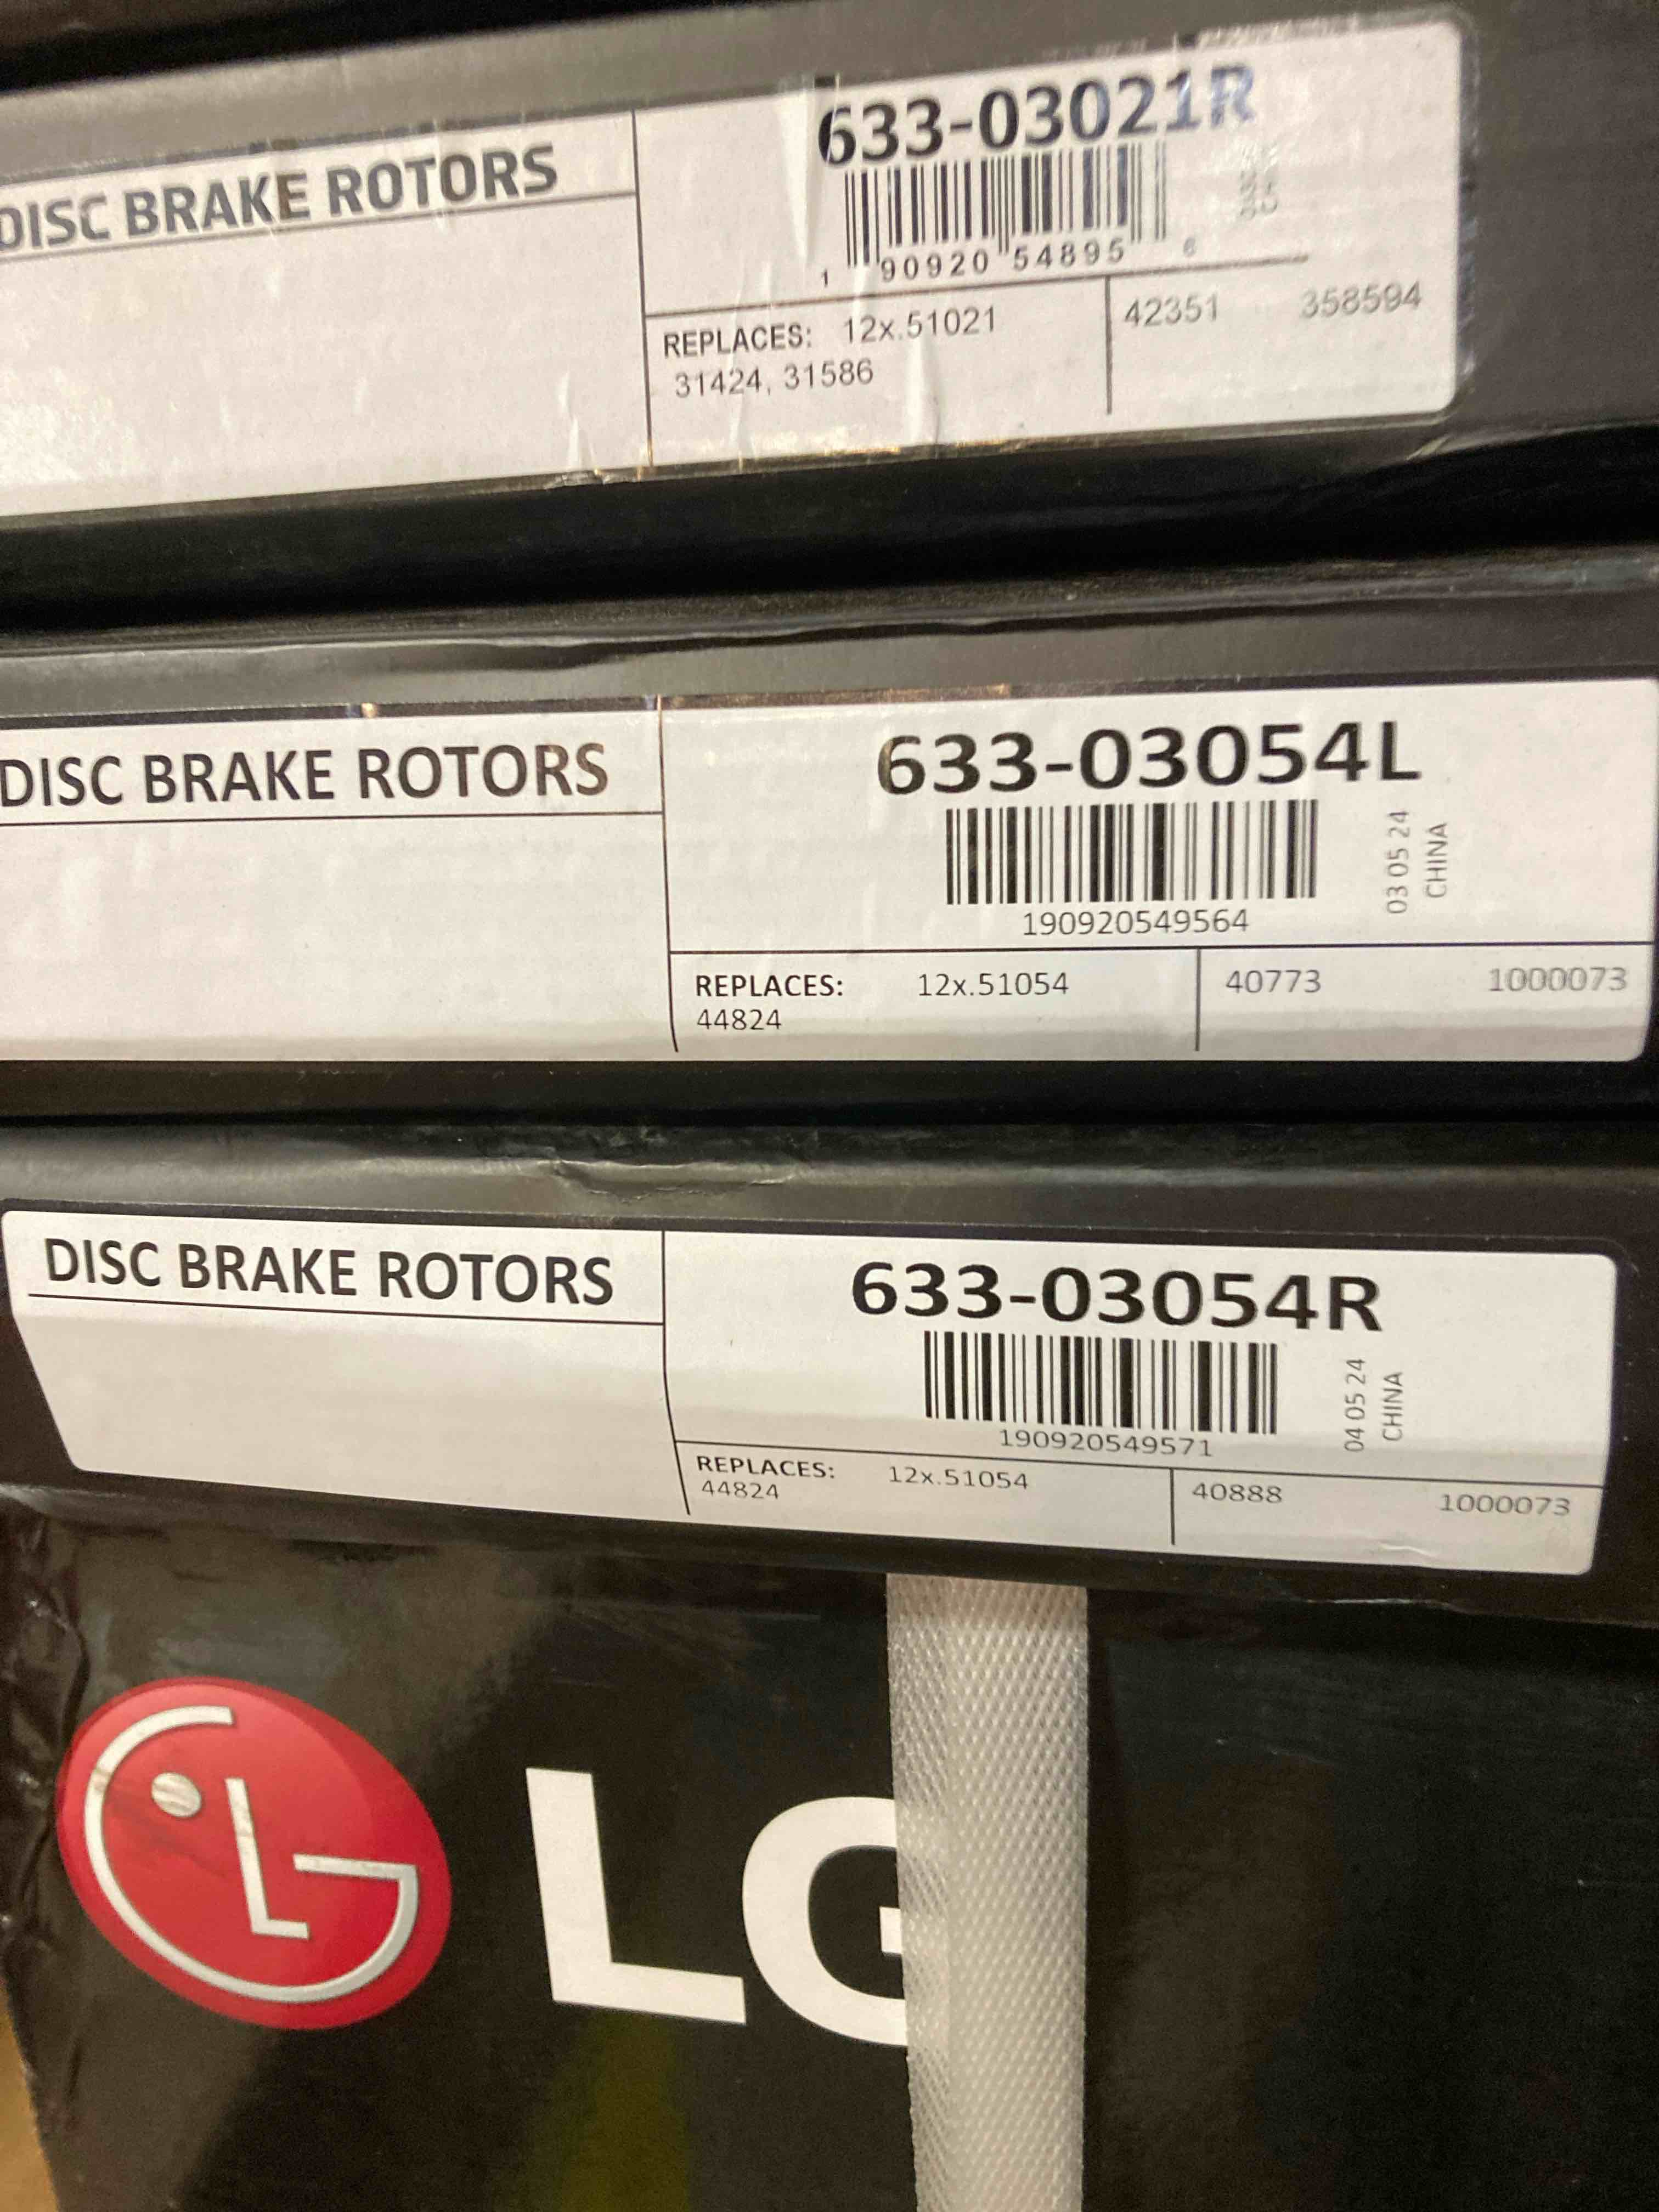 DISC BRAKE ROTORS
633-03021R
1 90920 54895 6
CHINA
REPLACES: 12x.51021
31424, 31586
42351 358594
DISC BRAKE ROTORS
633-03054L
190920549564
03 05 24
CHINA
REPLACES: 12x.51054
44824
40773 1000073
DISC BRAKE ROTORS
633-03054R
190920549571
04 05 24
CHINA
REPLACES: 12x.51054
44824
40888 1000073
LG
LG